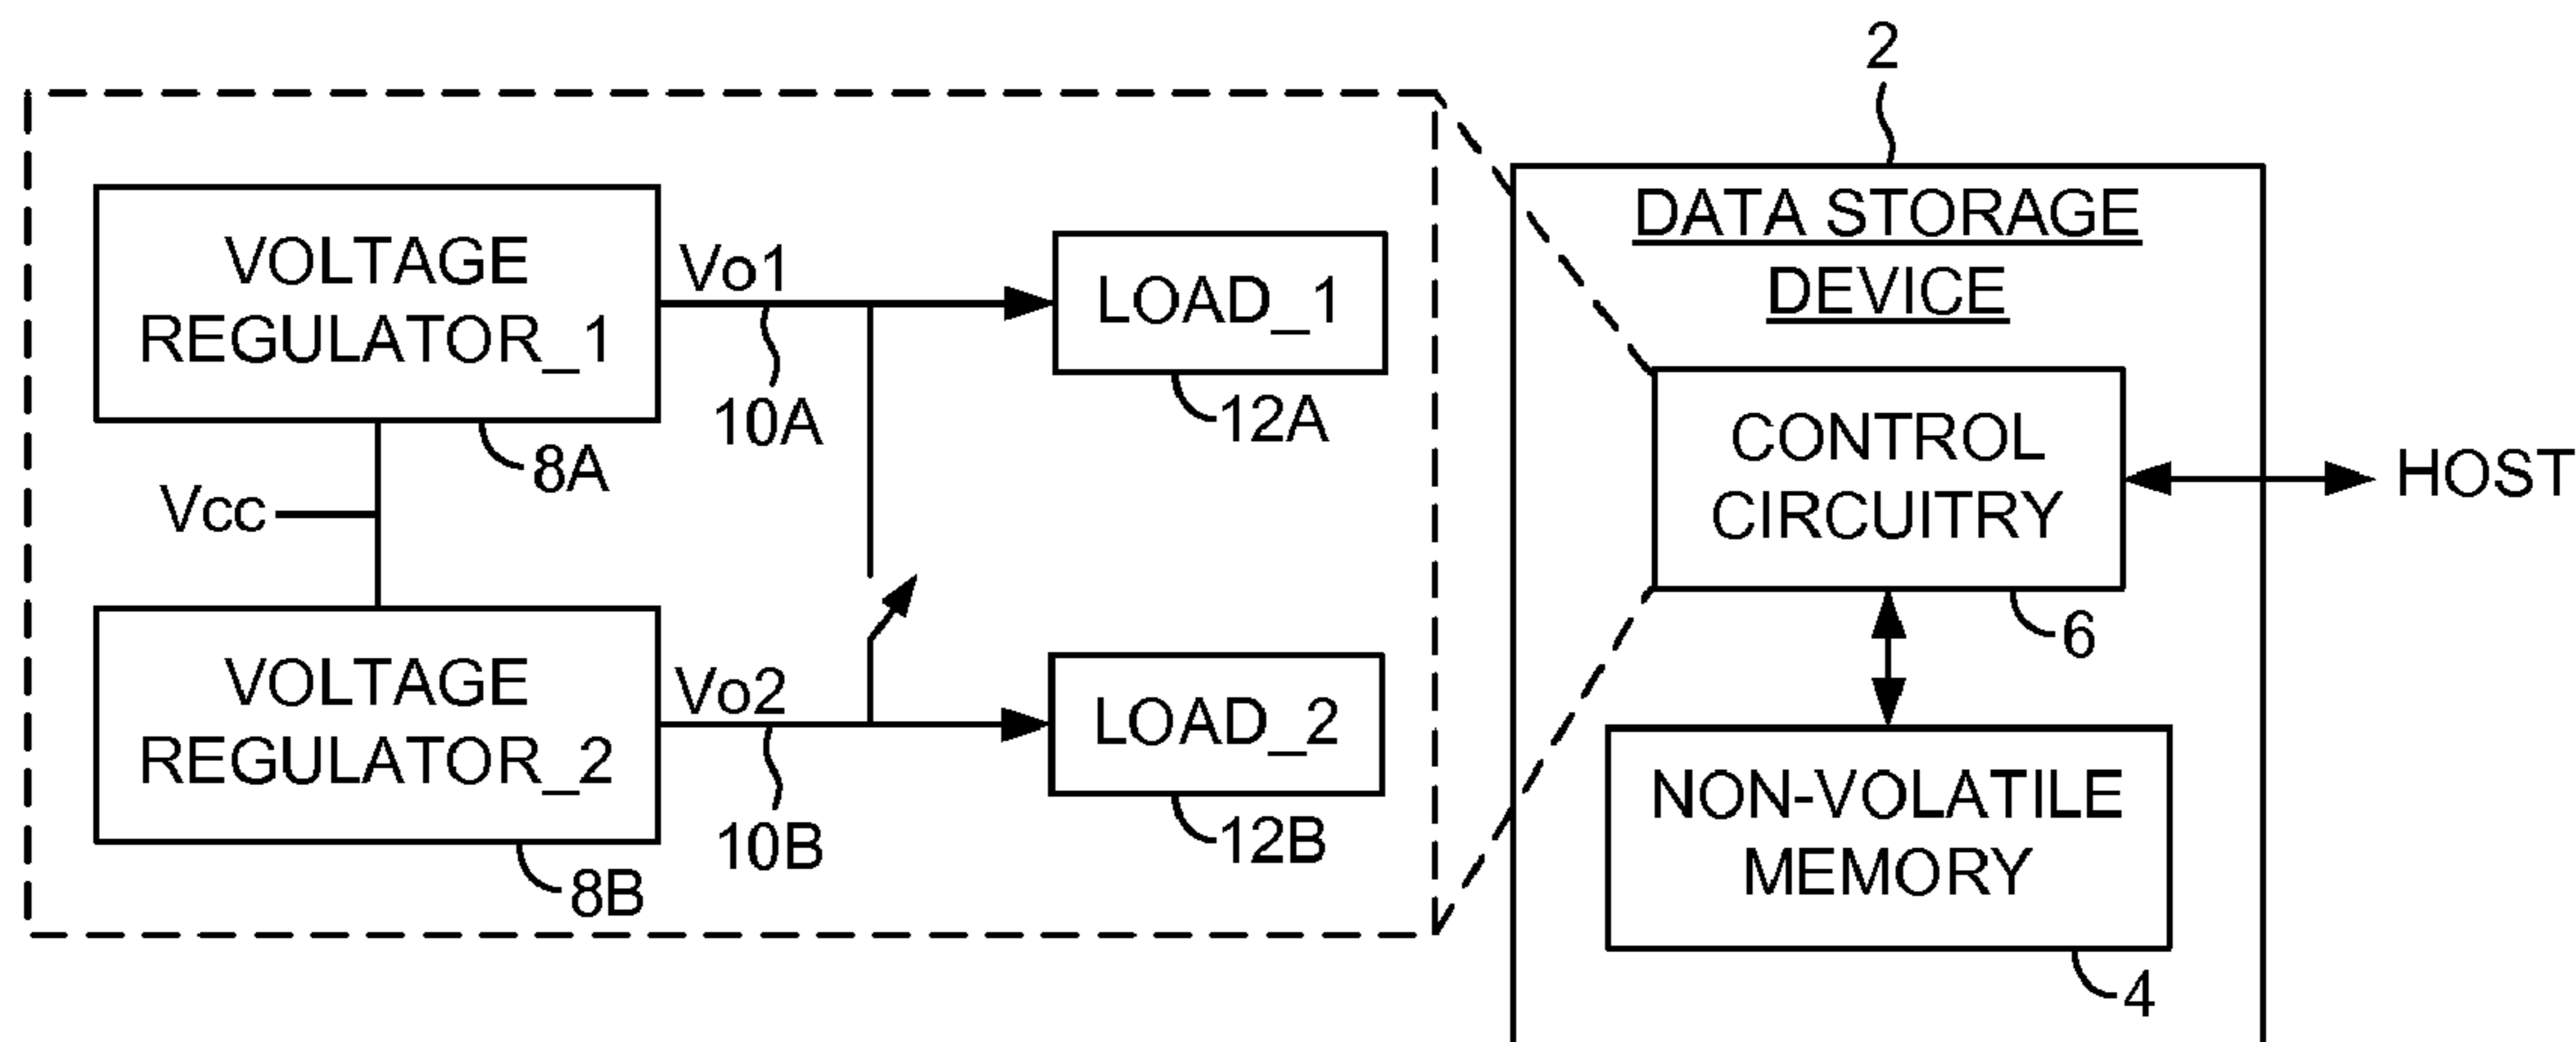 2
DATA STORAGE
DEVICE
VOLTAGE
REGULATOR_1
Vo1
10A
LOAD_1
12A
8A
Vcc
VOLTAGE
REGULATOR_2
Vo2
10B
LOAD_2
12B
8B
CONTROL
CIRCUITRY
6
HOST
NON-VOLATILE
MEMORY
4